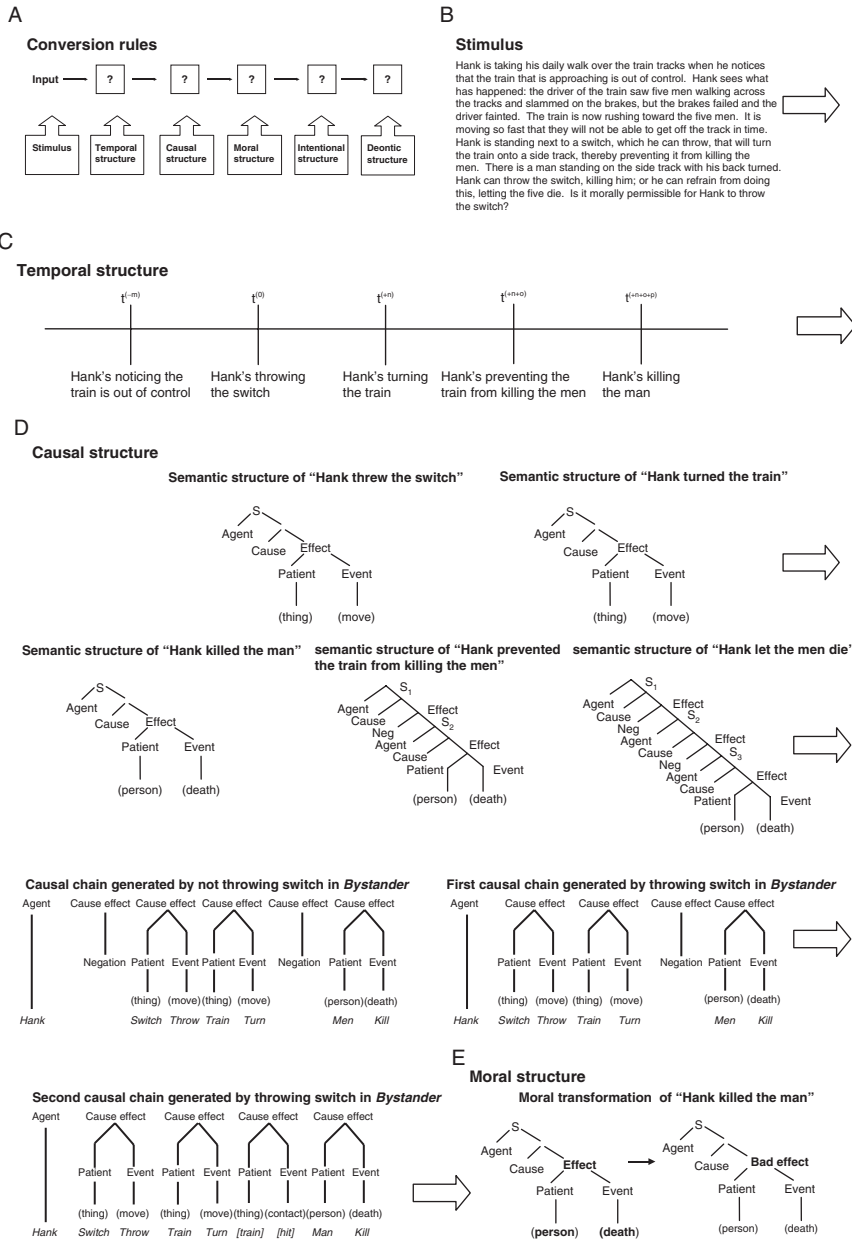 A
Conversion rules
Input ? ? ? ? ?
Stimulus
Temporal
structure
Causal
structure
Moral
structure
Intentional
structure
Deontic
structure
B
Stimulus
Hank is taking his daily walk over the train tracks when he notices
that the train that is approaching is out of control. Hank sees what
has happened: the driver of the train saw five men walking across
the tracks and slammed on the brakes, but the brakes failed and the
driver fainted. The train is now rushing toward the five men. It is
moving so fast that they will not be able to get off the track in time.
Hank is standing next to a switch, which he can throw, that will turn
the train onto a side track, thereby preventing it from killing the
men. There is a man standing on the side track with his back turned.
Hank can throw the switch, killing him; or he can refrain from doing
this, letting the five die. Is it morally permissible for Hank to throw
the switch?
C
Temporal structure
t(−m) t(0) t(+n) t(+n+o) t(+n+o+p)
Hank's noticing the
train is out of control
Hank's throwing
the switch
Hank's turning
the train
Hank's preventing the
train from killing the men
Hank's killing
the man
D
Causal structure
Semantic structure of “Hank threw the switch”
S
Agent
Cause Effect
Patient Event
(thing) (move)
Semantic structure of “Hank turned the train”
S
Agent
Cause Effect
Patient Event
(thing) (move)
Semantic structure of “Hank killed the man”
S
Agent
Cause Effect
Patient Event
(person) (death)
semantic structure of “Hank prevented
the train from killing the men”
S1
Agent Effect
Cause S2
Neg
Agent Effect
Cause
Patient Event
(person) (death)
semantic structure of “Hank let the men die”
S1
Agent Effect
Cause S2
Neg
Agent Effect
Cause S3
Neg
Agent Effect
Cause
Patient Event
(person) (death)
Causal chain generated by not throwing switch in Bystander
Agent Cause effect Cause effect Cause effect Cause effect Cause effect
Negation Patient Event Patient Event Negation Patient Event
(thing) (move) (thing) (move) (person) (death)
Hank Switch Throw Train Turn Men Kill
First causal chain generated by throwing switch in Bystander
Agent Cause effect Cause effect Cause effect Cause effect
Patient Event Patient Event Negation Patient Event
(thing) (move) (thing) (move) (person) (death)
Hank Switch Throw Train Turn Men Kill
Second causal chain generated by throwing switch in Bystander
Agent Cause effect Cause effect Cause effect Cause effect
Patient Event Patient Event Patient Event Patient Event
(thing) (move) (thing) (move) (thing) (contact) (person) (death)
Hank Switch Throw Train Turn [train] [hit] Man Kill
E
Moral structure
Moral transformation of “Hank killed the man”
S
Agent
Cause Effect
Patient Event
(person) (death)
S
Agent
Cause Bad effect
Patient Event
(person) (death)